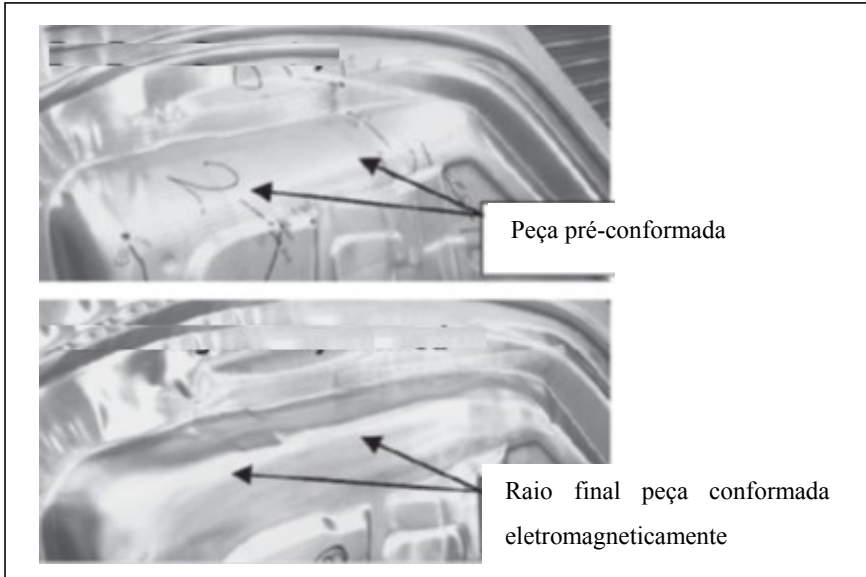 Peça pré-conformada
Raio final peça conformada
eletromagneticamente